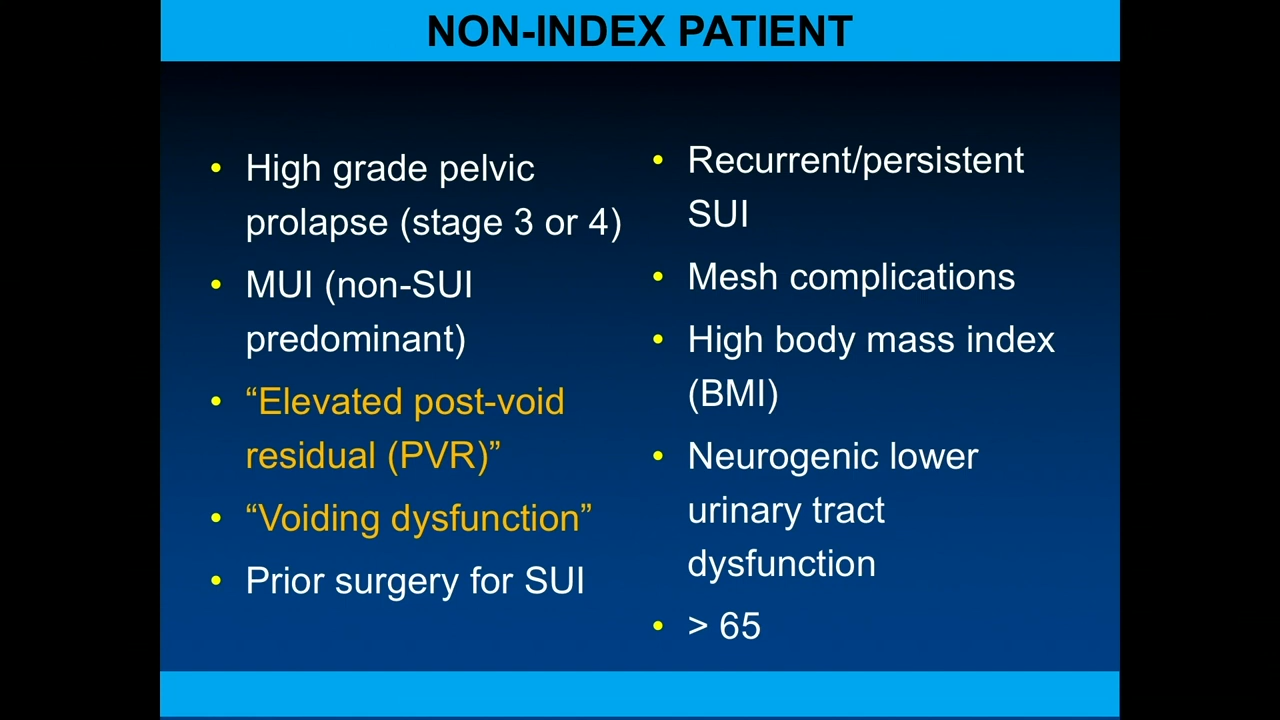 NON-INDEX PATIENT
• High grade pelvic
prolapse (stage 3 or 4)
• MUI (non-SUI
predominant)
• “Elevated post-void
residual (PVR)”
• “Voiding dysfunction”
• Prior surgery for SUI
• Recurrent/persistent
SUI
• Mesh complications
• High body mass index
(BMI)
• Neurogenic lower
urinary tract
dysfunction
• > 65